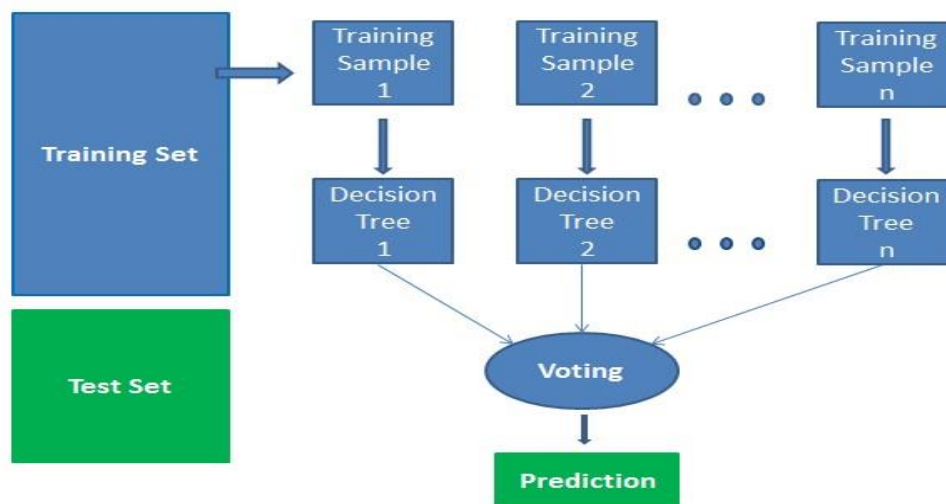 Training Set
Training
Sample
1
Training
Sample
2
Training
Sample
n
Decision
Tree
1
Decision
Tree
2
Decision
Tree
n
Test Set
Voting
Prediction